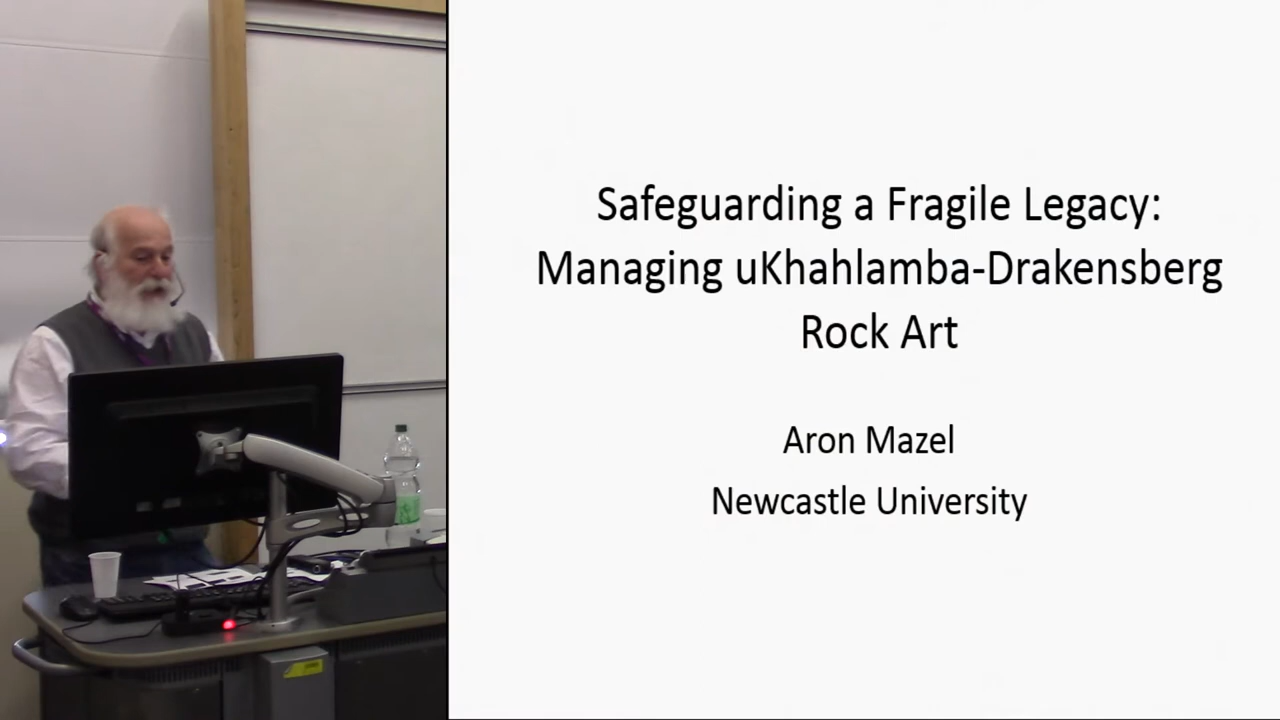 Safeguarding a Fragile Legacy:
Managing uKhahlamba-Drakensberg
Rock Art
Aron Mazel
Newcastle University